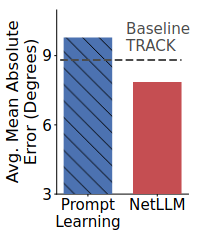 Avg. Mean Absolute
Error (Degrees)
9
6
3
Baseline
TRACK
Prompt
Learning
NetLLM